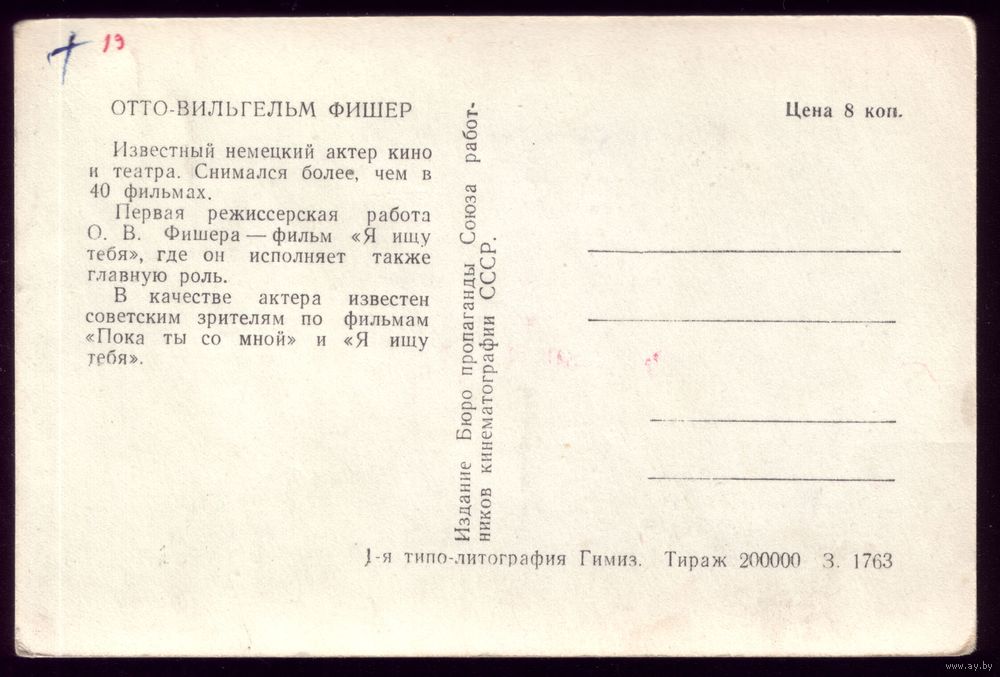 19
ОТТО-ВИЛЬГЕЛЬМ ФИШЕР
Известный немецкий актер кино
и театра. Снимался более, чем в
40 фильмах.
Первая режиссерская работа
О. В. Фишера — фильм «Я ищу
тебя», где он исполняет также
главную роль.
В качестве актера известен
советским зрителям по фильмам
«Пока ты со мной» и «Я ищу
тебя».
Издание Бюро пропаганды Союза работ-
ников кинематографии СССР.
Цена 8 коп.
1-я типо-литография Гимиз. Тираж 200000 З. 1763
www.ay.by